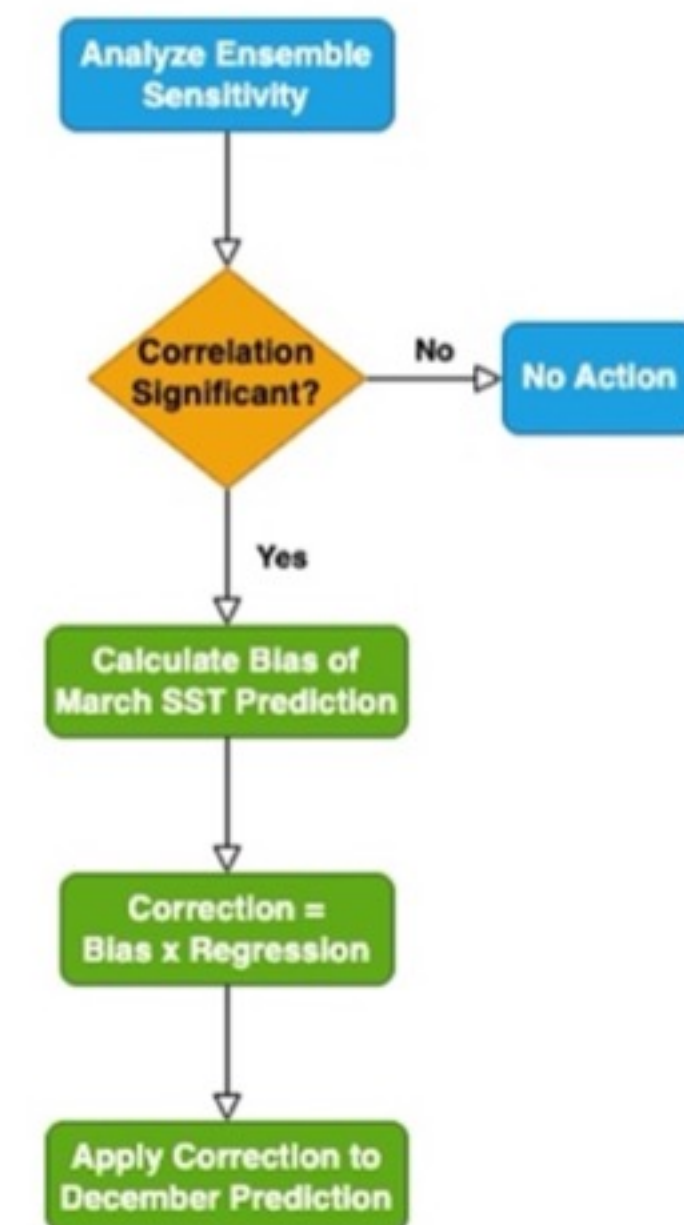 Analyze Ensemble
Sensitivity
Correlation
Significant?
No
No Action
Yes
Calculate Bias of
March SST Prediction
Correction =
Bias x Regression
Apply Correction to
December Prediction